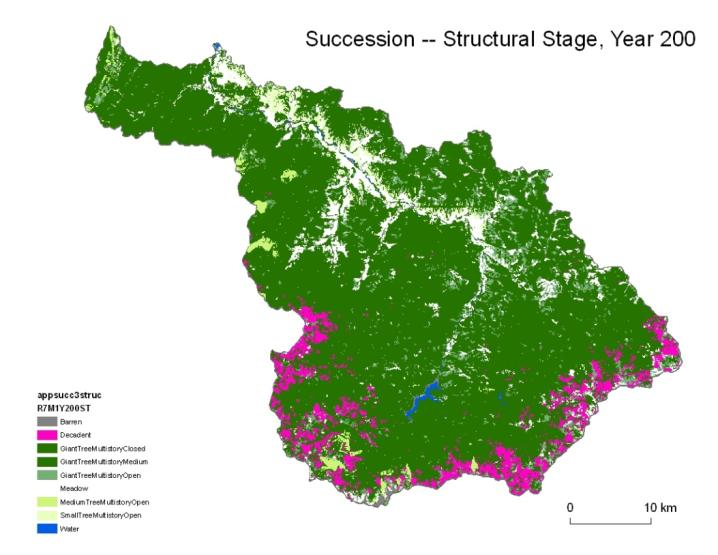 Succession -- Structural Stage, Year 200
appsucc3struc
R7M1Y200ST
Barren
Decadent
GiantTreeMultistoryClosed
GiantTreeMultistoryMedium
GiantTreeMultistoryOpen
Meadow
MediumTreeMultistoryOpen
SmallTreeMultistoryOpen
Water
0 10 km